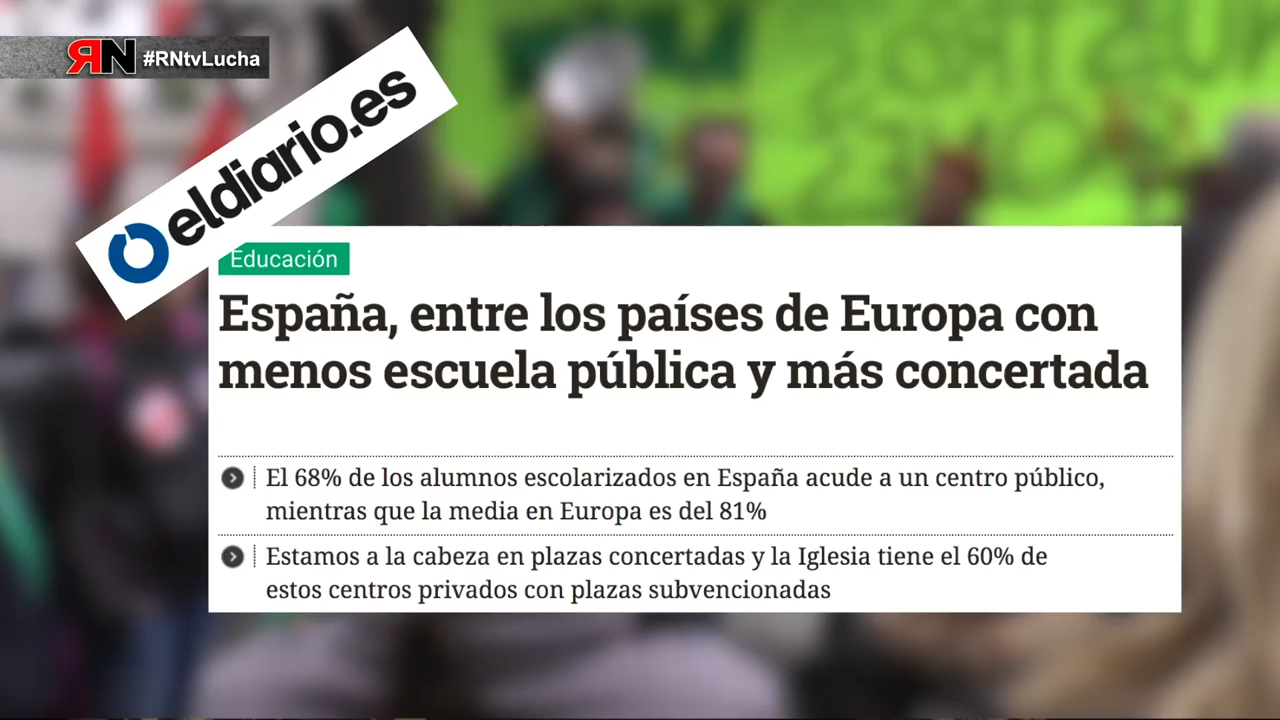 RN #RNtvLucha
eldiario.es
Educación
España, entre los países de Europa con
menos escuela pública y más concertada
El 68% de los alumnos escolarizados en España acude a un centro público,
mientras que la media en Europa es del 81%
Estamos a la cabeza en plazas concertadas y la Iglesia tiene el 60% de
estos centros privados con plazas subvencionadas